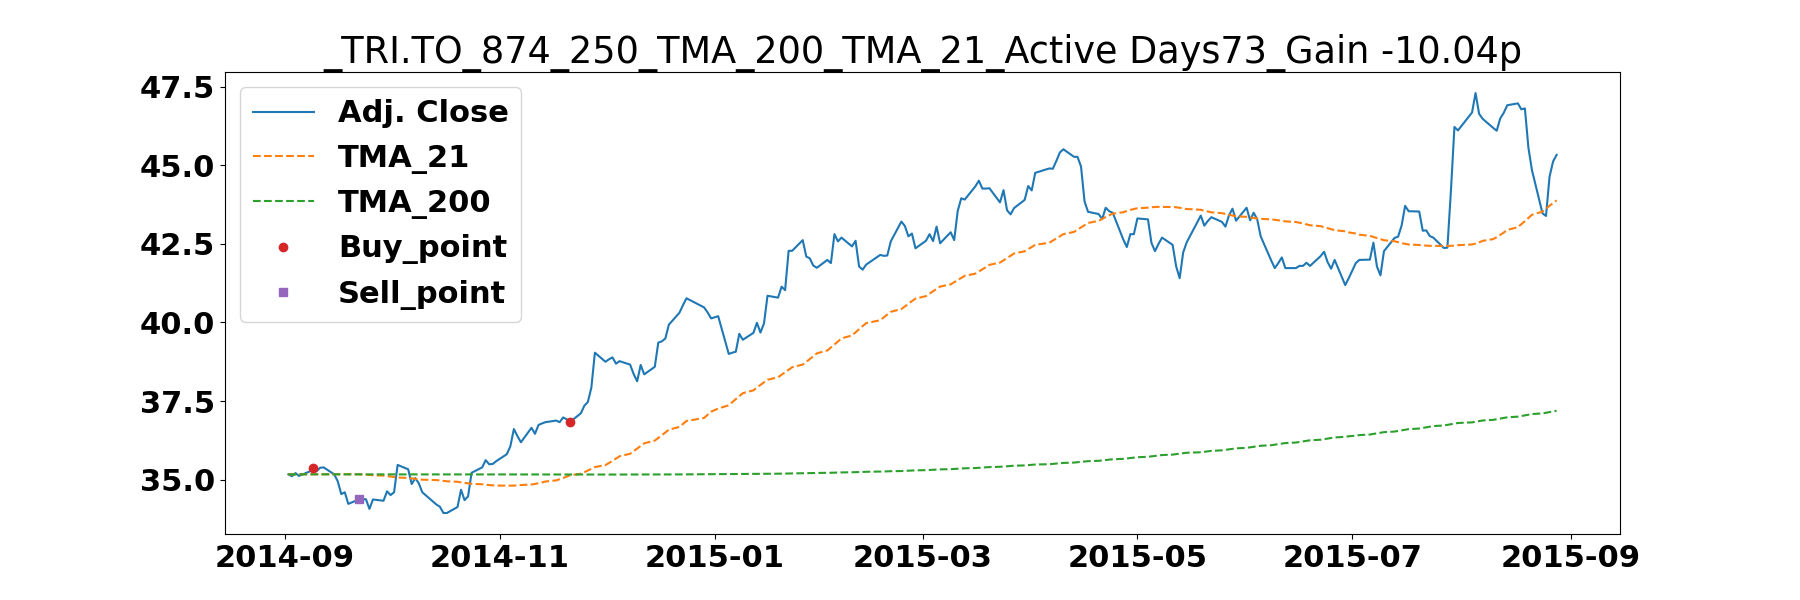 _TRI.TO_874_250_TMA_200_TMA_21_Active Days73_Gain -10.04p
47.5
45.0
42.5
40.0
37.5
35.0
Adj. Close
TMA_21
TMA_200
Buy_point
Sell_point
2014-09 2014-11 2015-01 2015-03 2015-05 2015-07 2015-09